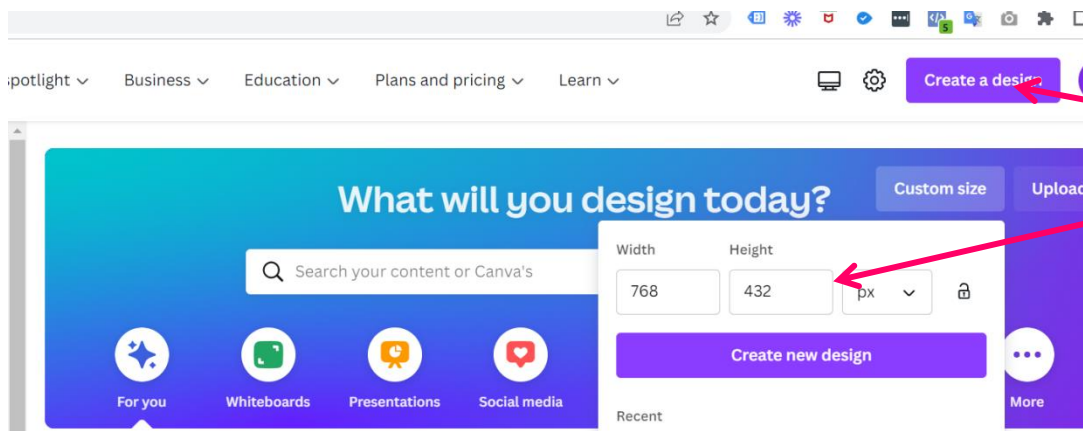 spotlight Business Education Plans and pricing Learn Create a design
What will you design today?
Custom size
Upload
Search your content or Canva's
Width Height
768 432 px
Create new design
For you Whiteboards Presentations Social media More
Recent